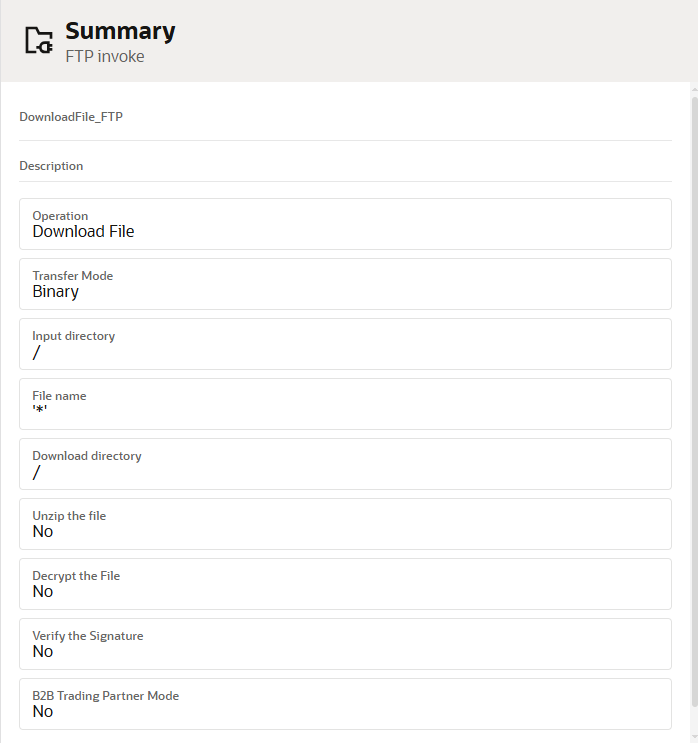 Summary
FTP invoke
DownloadFile_FTP
Description
Operation
Download File
Transfer Mode
Binary
Input directory
/
File name
'*'
Download directory
/
Unzip the file
No
Decrypt the File
No
Verify the Signature
No
B2B Trading Partner Mode
No